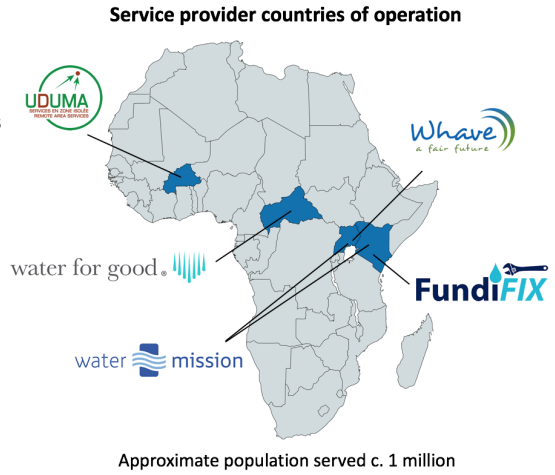 Service provider countries of operation
UDUMA
SERVICES EN ZONE ISOLÉE
REMOTE AREA SERVICES
Whave
a fair future
water for good.
FundiFIX
water mission
Approximate population served c. 1 million